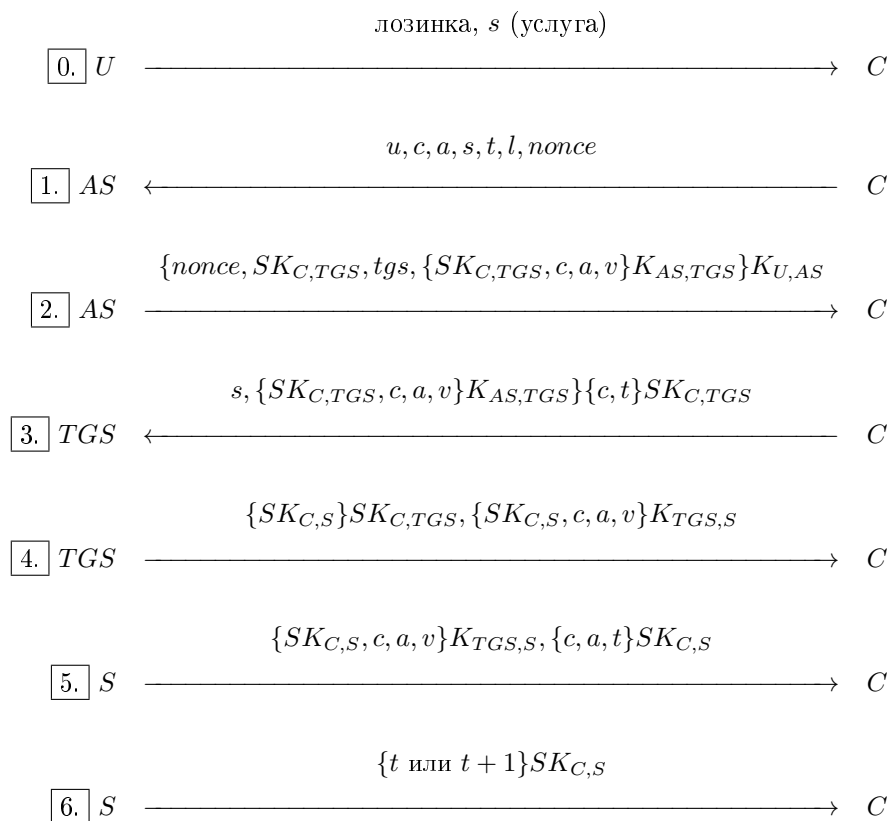 лозинка, s (услуга)
0. U C
u, c, a, s, t, l, nonce
1. AS C
{nonce, SK_{C,TGS}, tgs, {SK_{C,TGS}, c, a, v}K_{AS,TGS}}K_{U,AS}
2. AS C
s, {SK_{C,TGS}, c, a, v}K_{AS,TGS}}{c, t}SK_{C,TGS}
3. TGS C
{SK_{C,S}}SK_{C,TGS}, {SK_{C,S}, c, a, v}K_{TGS,S}
4. TGS C
{SK_{C,S}, c, a, v}K_{TGS,S}, {c, a, t}SK_{C,S}
5. S C
{t или t + 1}SK_{C,S}
6. S C